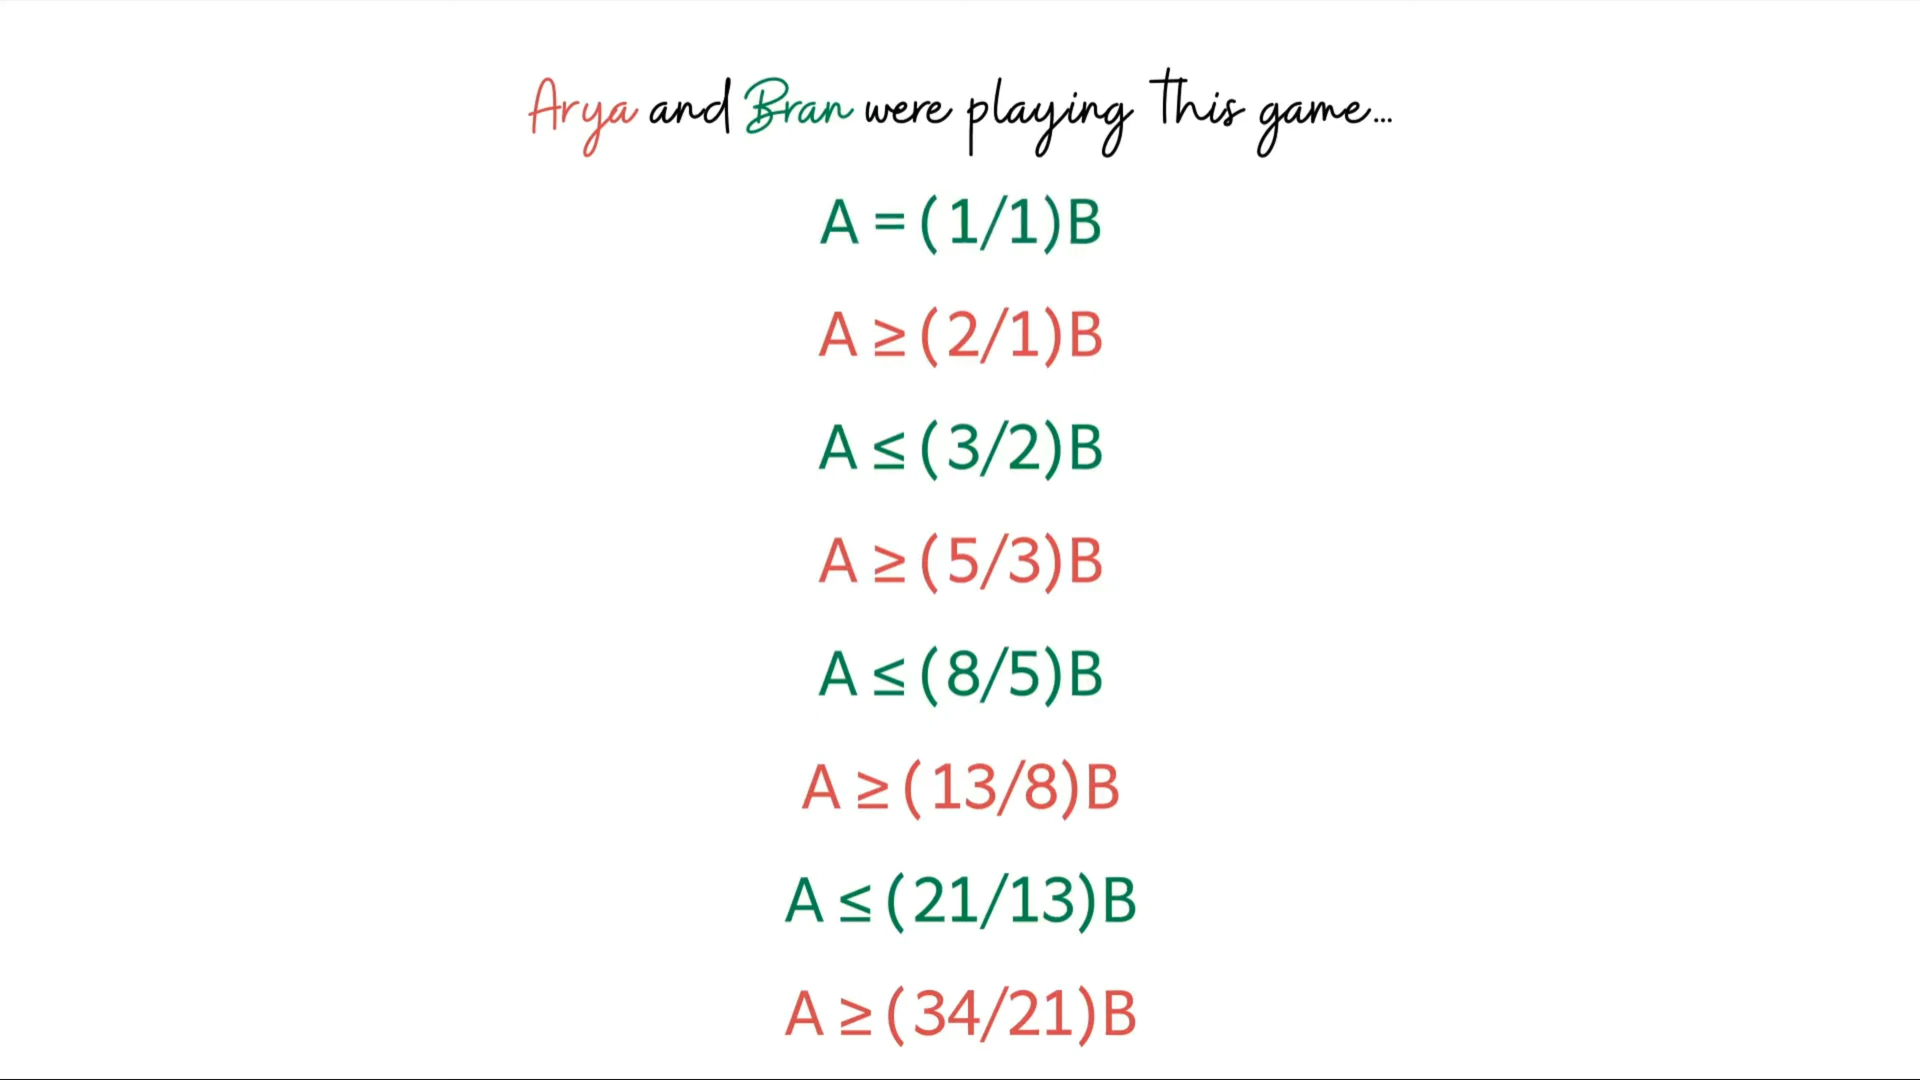 Arya and Bran were playing this game...
A = (1/1)B
A ≥ (2/1)B
A ≤ (3/2)B
A ≥ (5/3)B
A ≤ (8/5)B
A ≥ (13/8)B
A ≤ (21/13)B
A ≥ (34/21)B